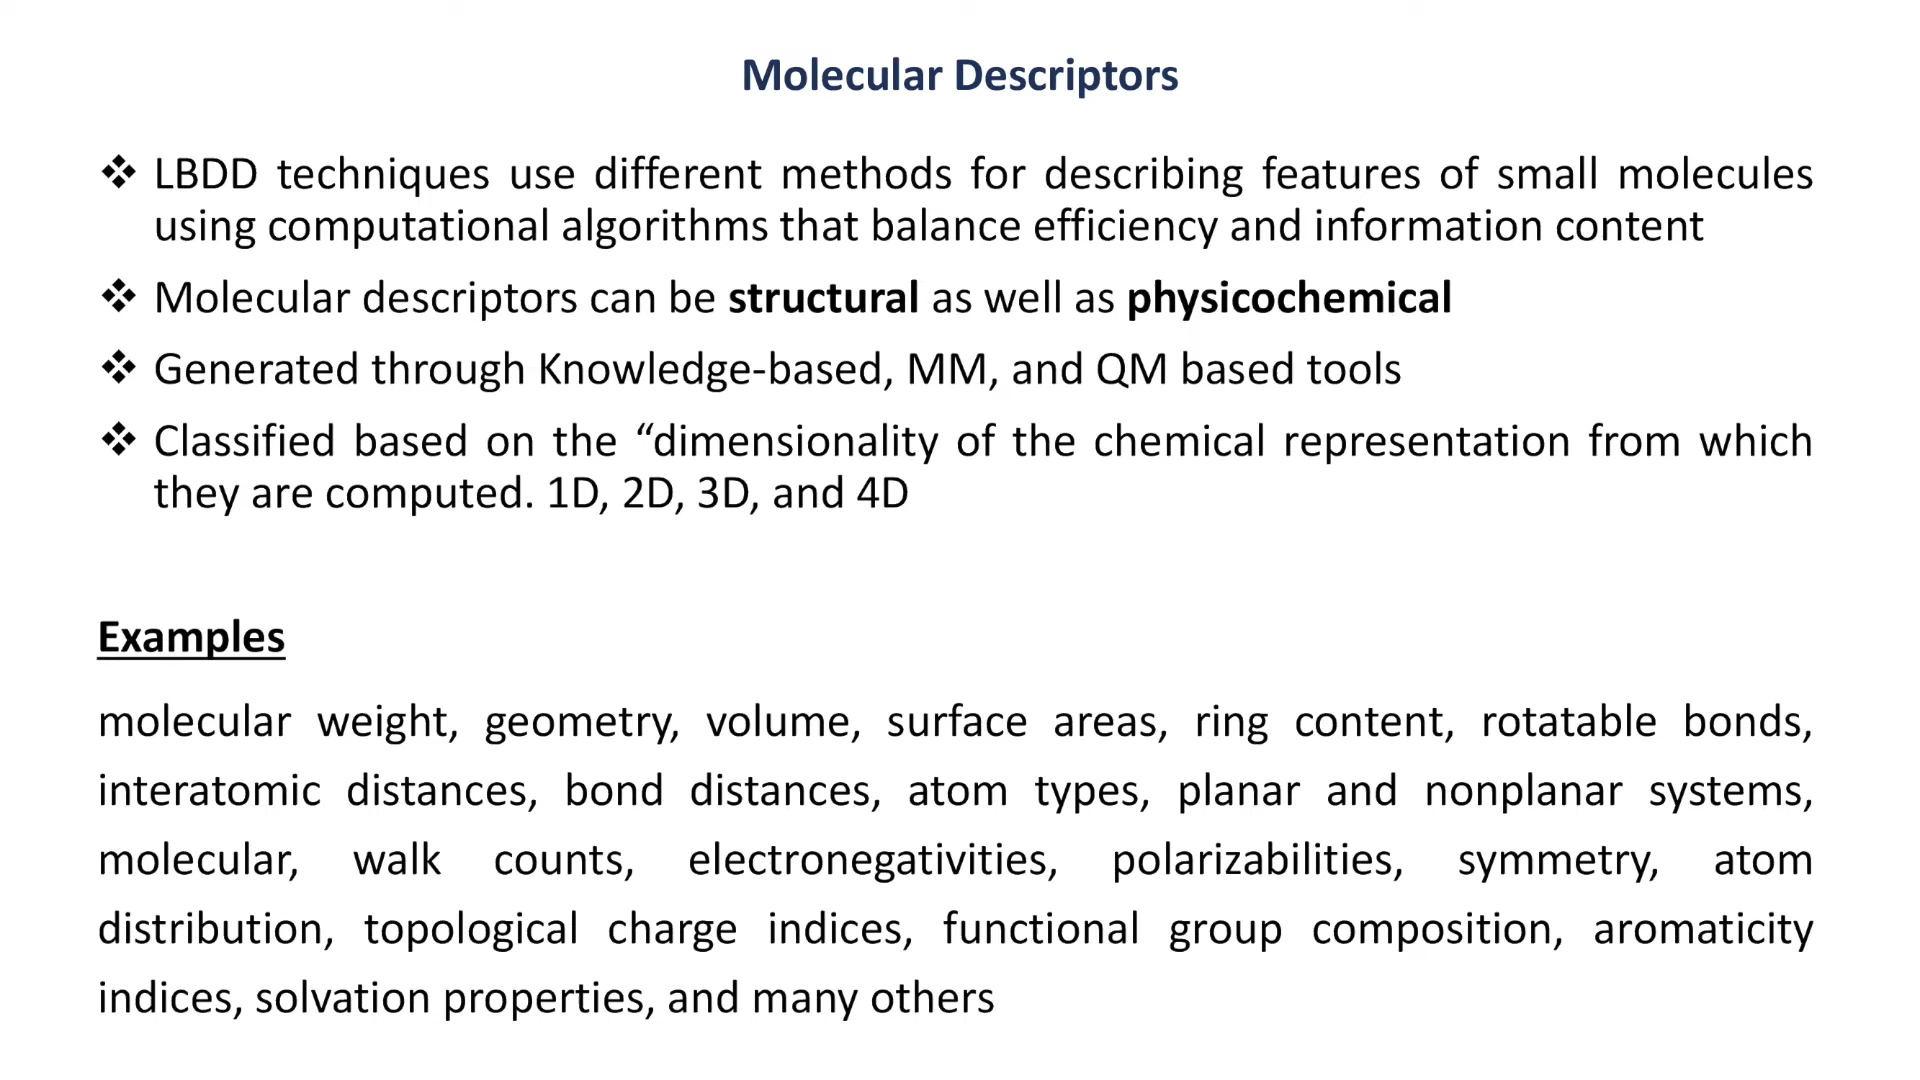 Molecular Descriptors
❖ LBDD techniques use different methods for describing features of small molecules
using computational algorithms that balance efficiency and information content
❖ Molecular descriptors can be structural as well as physicochemical
❖ Generated through Knowledge-based, MM, and QM based tools
❖ Classified based on the “dimensionality of the chemical representation from which
they are computed. 1D, 2D, 3D, and 4D
Examples
molecular weight, geometry, volume, surface areas, ring content, rotatable bonds,
interatomic distances, bond distances, atom types, planar and nonplanar systems,
molecular, walk counts, electronegativities, polarizabilities, symmetry, atom
distribution, topological charge indices, functional group composition, aromaticity
indices, solvation properties, and many others